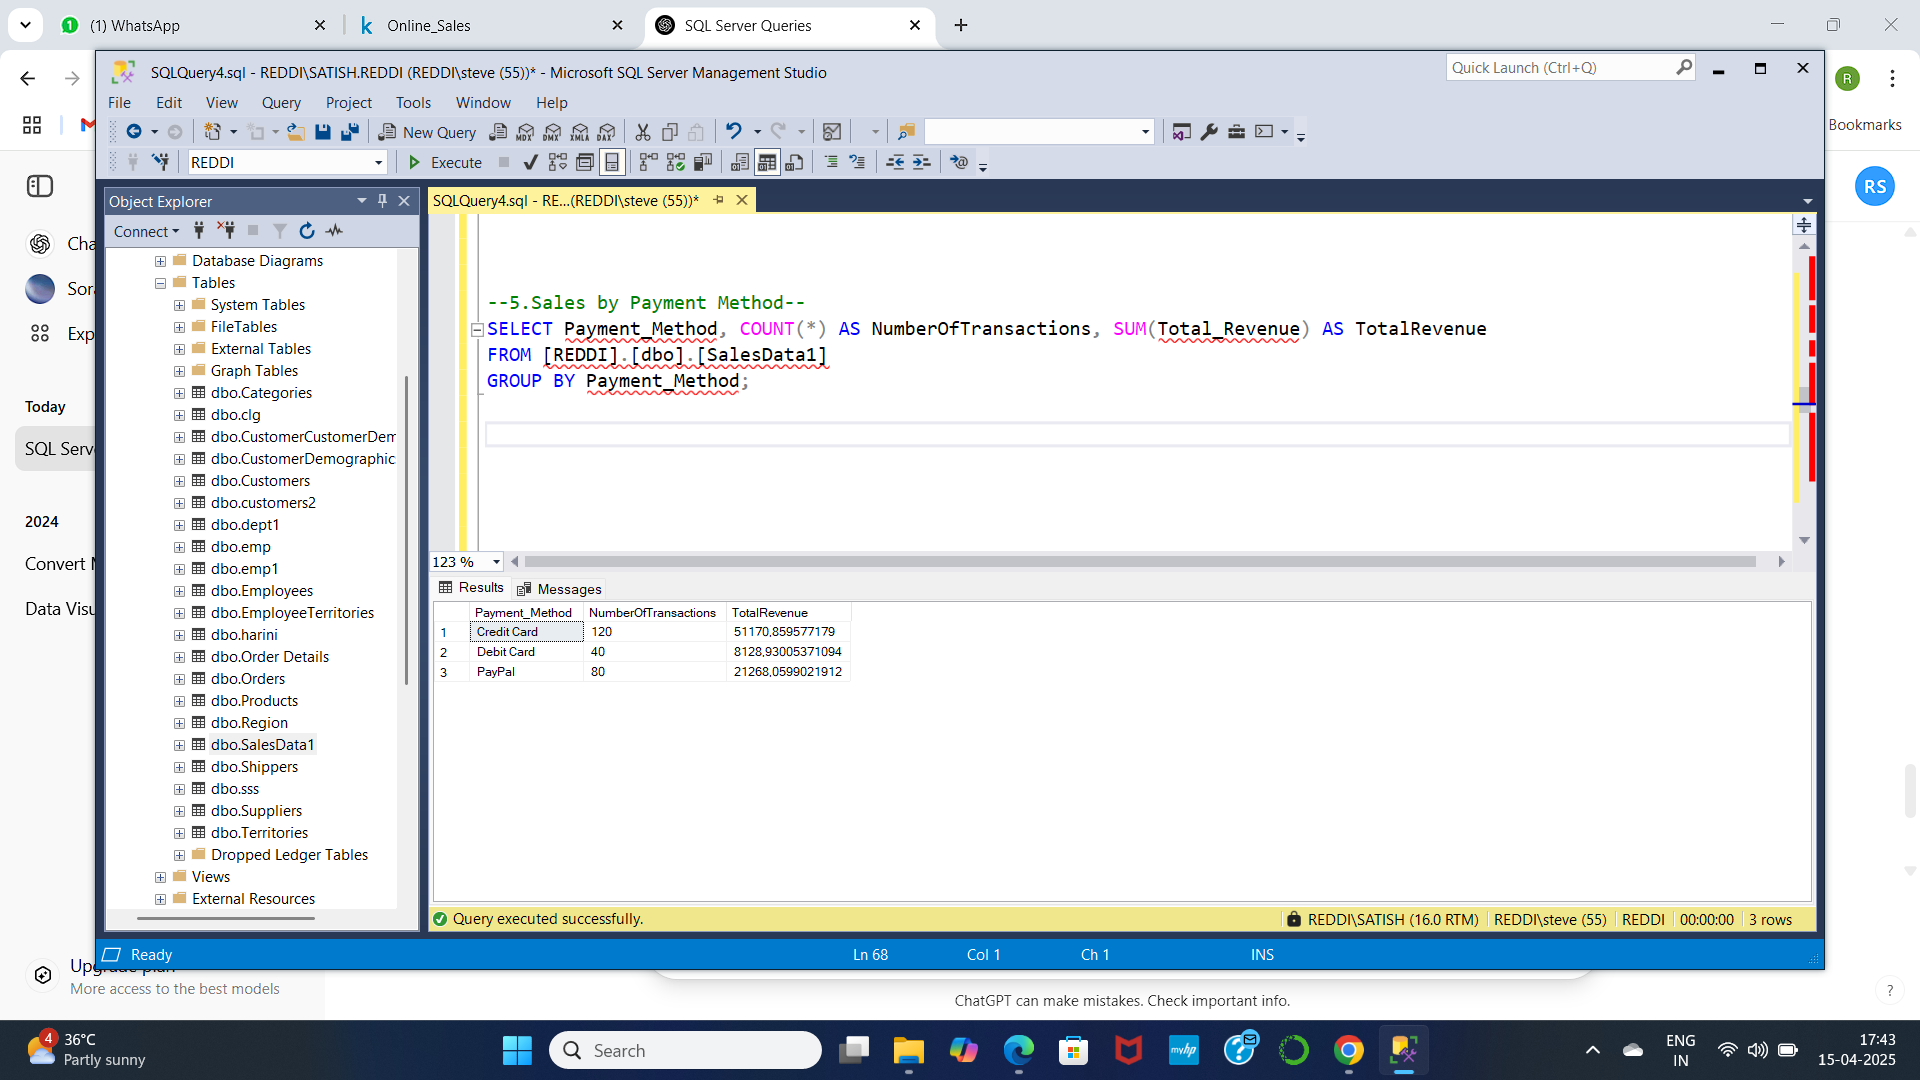 (1) WhatsApp
Online_Sales
SQL Server Queries
SQLQuery4.sql - REDDI\SATISH.REDDI (REDDI\steve (55))* - Microsoft SQL Server Management Studio
Quick Launch (Ctrl+Q)
R
File Edit View Query Project Tools Window Help
New Query
MDX DMX XMLA DAX
Bookmarks
REDDI
Execute
RS
Object Explorer
SQLQuery4.sql - RE...(REDDI\steve (55))*
Connect
Cha
Sora
Exp
Today
SQL Serv
2024
Convert
Data Visu
Database Diagrams
Tables
System Tables
FileTables
External Tables
Graph Tables
dbo.Categories
dbo.clg
dbo.CustomerCustomerDem
dbo.CustomerDemographic
dbo.Customers
dbo.customers2
dbo.dept1
dbo.emp
dbo.emp1
dbo.Employees
dbo.EmployeeTerritories
dbo.harini
dbo.Order Details
dbo.Orders
dbo.Products
dbo.Region
dbo.SalesData1
dbo.Shippers
dbo.sss
dbo.Suppliers
dbo.Territories
Dropped Ledger Tables
Views
External Resources
--5.Sales by Payment Method--
SELECT Payment_Method, COUNT(*) AS NumberOfTransactions, SUM(Total_Revenue) AS TotalRevenue
FROM [REDDI].[dbo].[SalesData1]
GROUP BY Payment_Method;
123 %
Results Messages
Payment_Method NumberOfTransactions TotalRevenue
1 Credit Card 120 51170,859577179
2 Debit Card 40 8128,93005371094
3 PayPal 80 21268,0599021912
Query executed successfully.
REDDI\SATISH (16.0 RTM) REDDI\steve (55) REDDI 00:00:00 3 rows
Ready
Ln 68 Col 1 Ch 1 INS
Upgrade plan
More access to the best models
ChatGPT can make mistakes. Check important info.
?
4
36°C
Partly sunny
Search
myhp
ENG
IN
17:43
15-04-2025